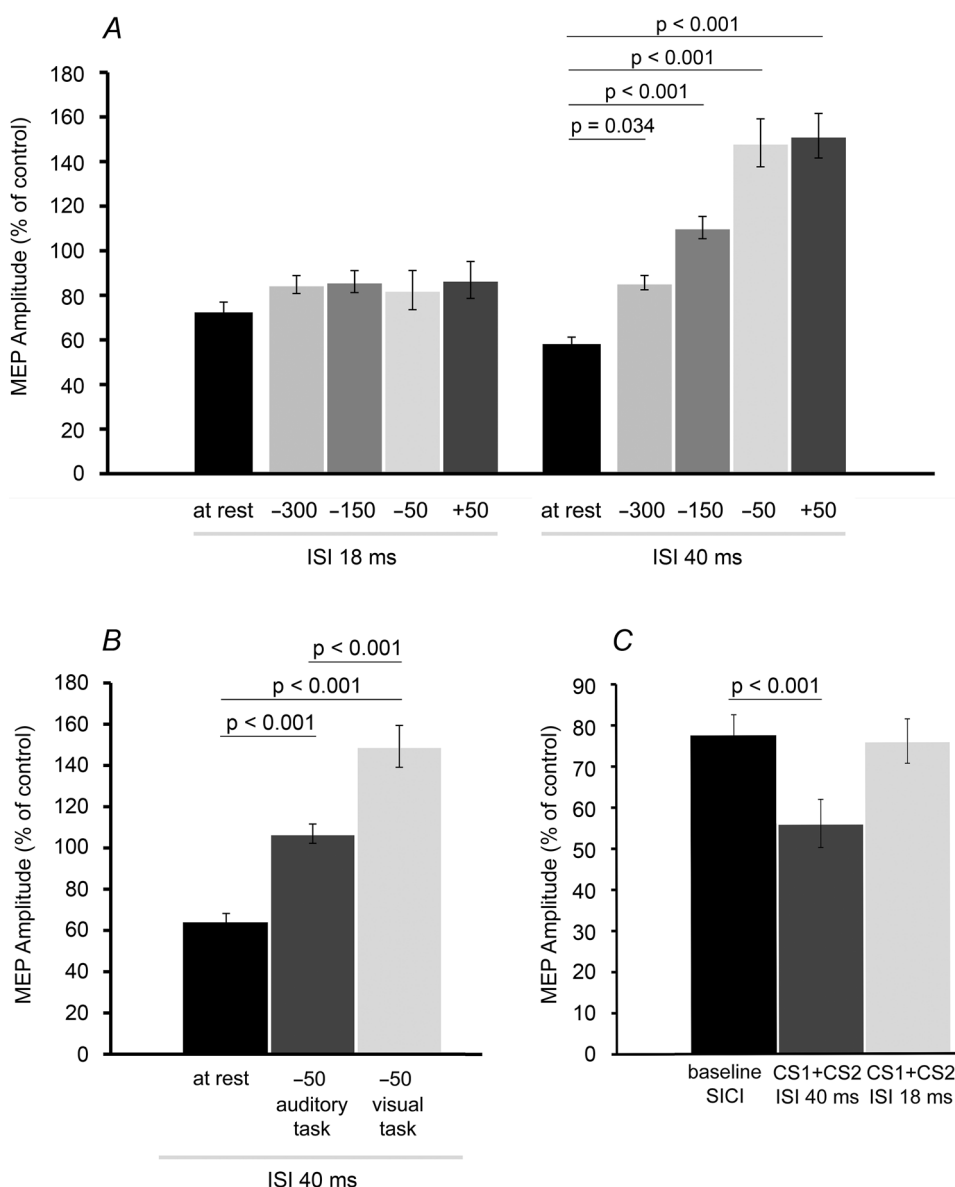 A
p < 0.001
p < 0.001
p < 0.001
p = 0.034
MEP Amplitude (% of control)
180
160
140
120
100
80
60
40
20
0
at rest −300 −150 −50 +50 at rest −300 −150 −50 +50
ISI 18 ms ISI 40 ms
B
p < 0.001
p < 0.001
p < 0.001
MEP Amplitude (% of control)
180
160
140
120
100
80
60
40
20
0
at rest −50 −50
auditory visual
task task
ISI 40 ms
C
p < 0.001
MEP Amplitude (% of control)
90
80
70
60
50
40
30
20
10
0
baseline CS1+CS2 CS1+CS2
SICI ISI 40 ms ISI 18 ms